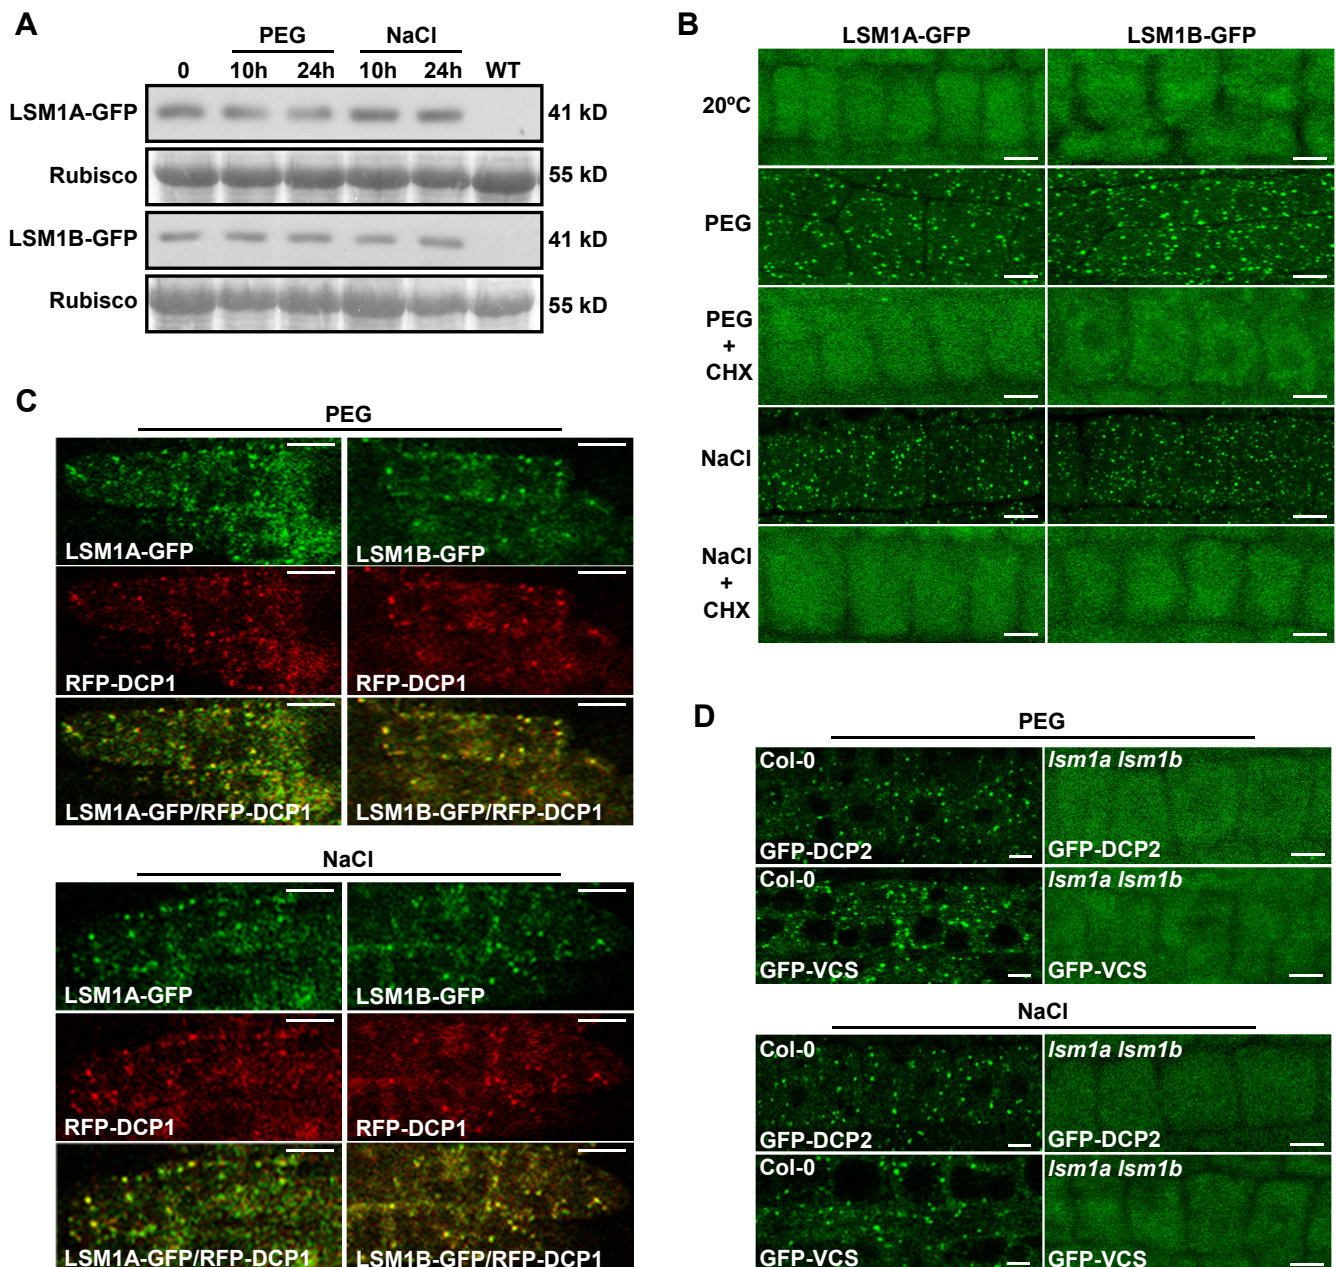 A
PEG NaCl
0 10h 24h 10h 24h WT
LSM1A-GFP 41 kD
Rubisco 55 kD
LSM1B-GFP 41 kD
Rubisco 55 kD
B
LSM1A-GFP LSM1B-GFP
20ºC
PEG
PEG
+
CHX
NaCl
NaCl
+
CHX
C
PEG
LSM1A-GFP LSM1B-GFP
RFP-DCP1 RFP-DCP1
LSM1A-GFP/RFP-DCP1 LSM1B-GFP/RFP-DCP1
NaCl
LSM1A-GFP LSM1B-GFP
RFP-DCP1 RFP-DCP1
LSM1A-GFP/RFP-DCP1 LSM1B-GFP/RFP-DCP1
D
PEG
Col-0 lsm1a lsm1b
GFP-DCP2 GFP-DCP2
Col-0 lsm1a lsm1b
GFP-VCS GFP-VCS
NaCl
Col-0 lsm1a lsm1b
GFP-DCP2 GFP-DCP2
Col-0 lsm1a lsm1b
GFP-VCS GFP-VCS